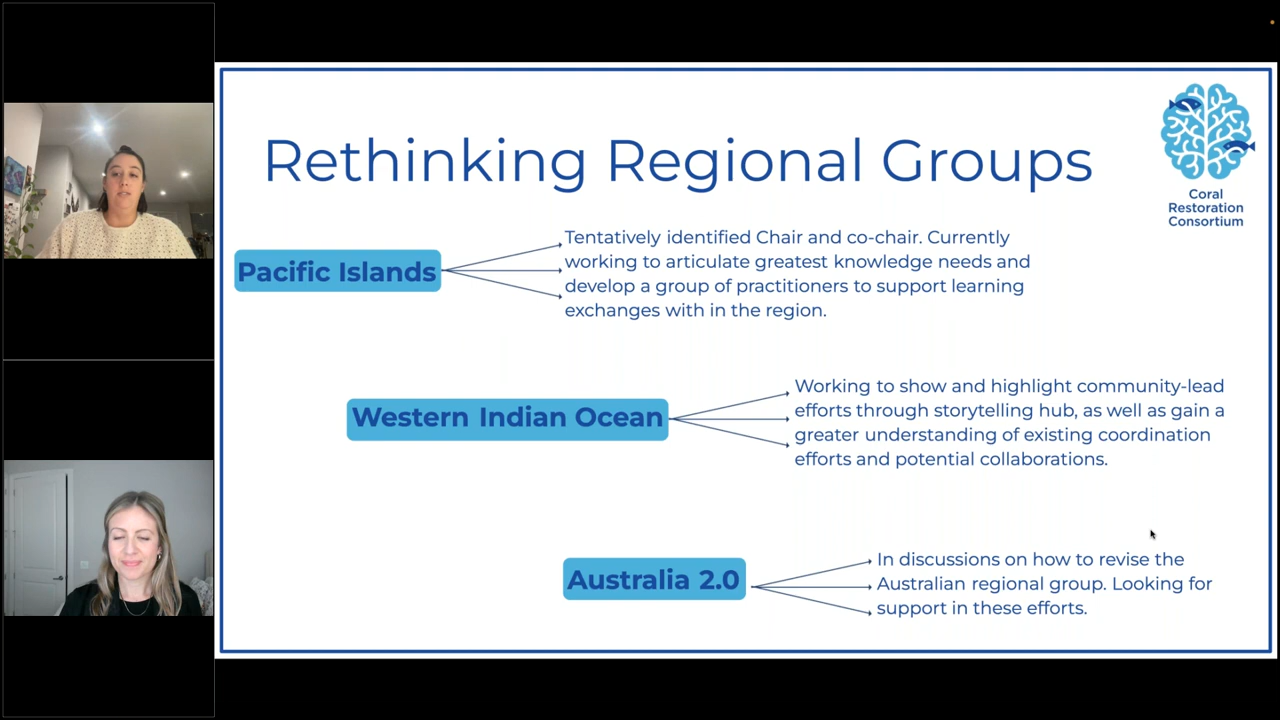 Rethinking Regional Groups
Coral
Restoration
Consortium
Pacific Islands
Tentatively identified Chair and co-chair. Currently
working to articulate greatest knowledge needs and
develop a group of practitioners to support learning
exchanges with in the region.
Western Indian Ocean
Working to show and highlight community-lead
efforts through storytelling hub, as well as gain a
greater understanding of existing coordination
efforts and potential collaborations.
Australia 2.0
In discussions on how to revise the
Australian regional group. Looking for
support in these efforts.